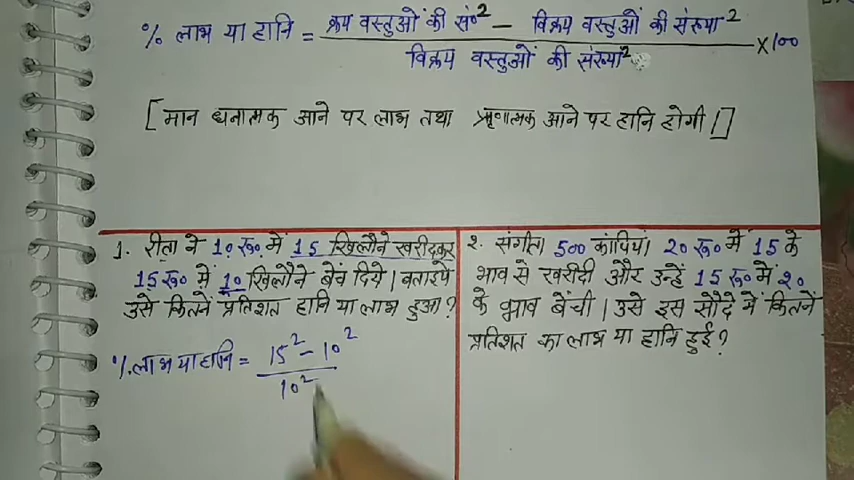 % लाभ या हानि = क्रय वस्तुओं की सं०² - विक्रय वस्तुओं की संख्या² / विक्रय वस्तुओं की संख्या² × 100
[मान धनात्मक आने पर लाभ तथा ऋणात्मक आने पर हानि होगी।]
1. रीता ने 10 रू० में 15 खिलौने खरीदकर
15 रू० में 10 खिलौने बेच दिये। बताइये
उसे कितने प्रतिशत हानि या लाभ हुआ?
%लाभ या हानि = 15² - 10² / 10²
2. संगीता 500 कांपियां 20 रू० में 15 के
भाव से खरीदी और उन्हें 15 रू० में 20
के भाव बेंची। उसे इस सौदे में कितनें
प्रतिशत का लाभ या हानि हुई?